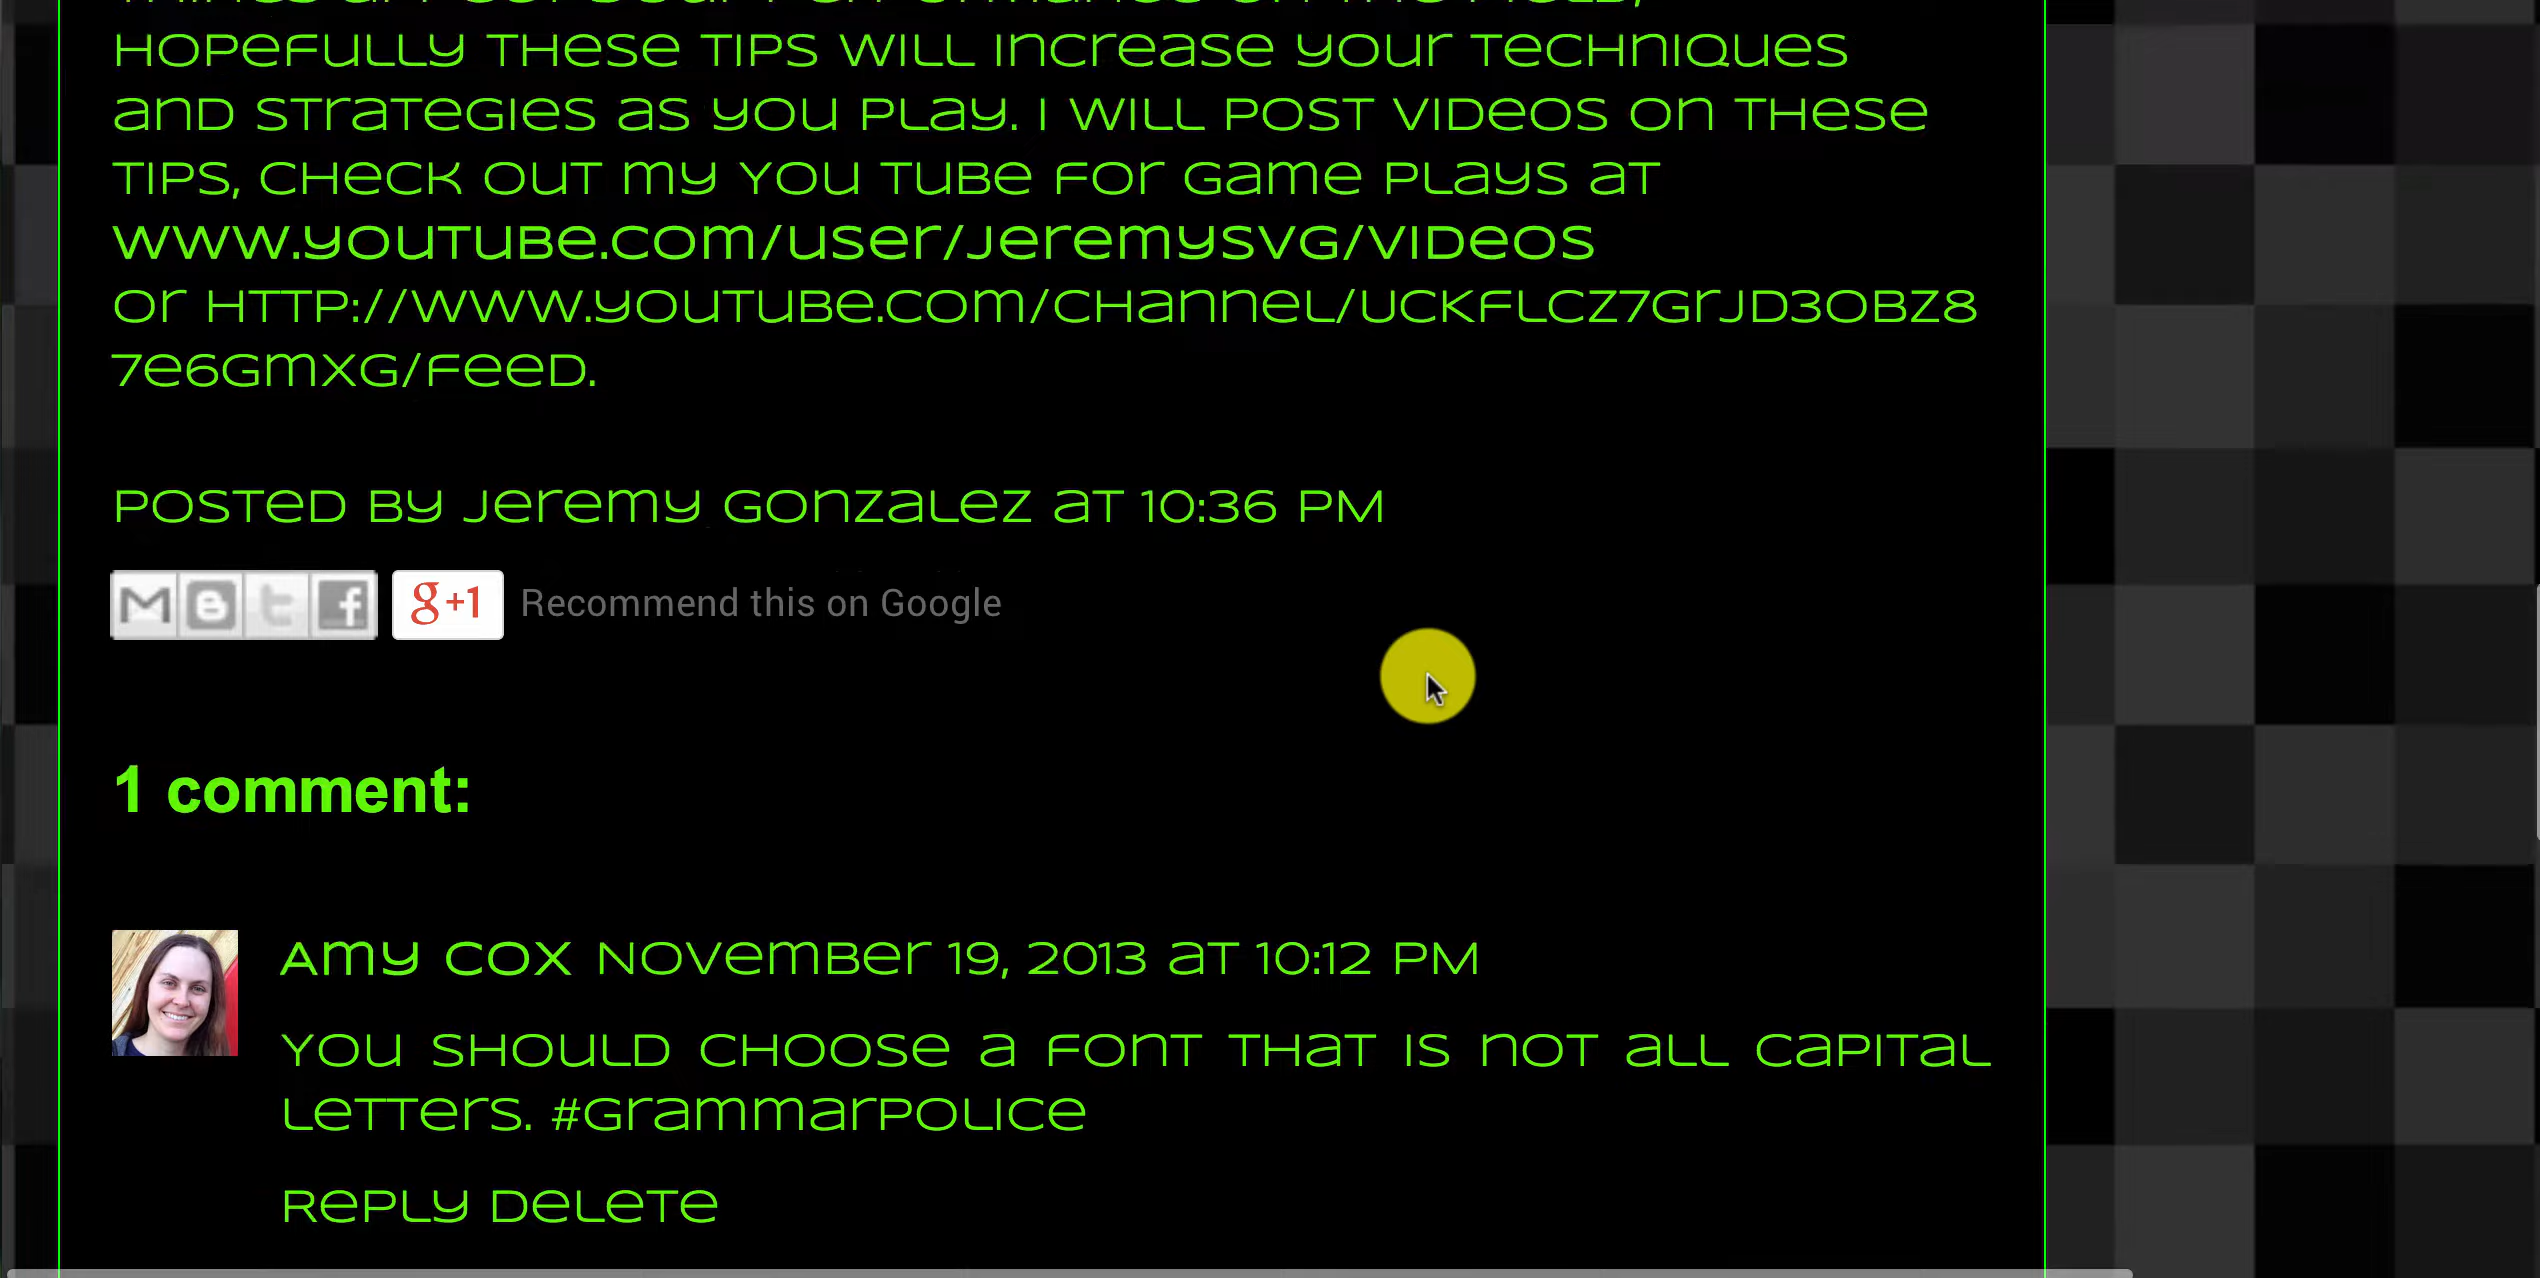 Hopefully these tips will increase your techniques
and strategies as you play. I will post videos on these
tips, check out my You Tube for game plays at
www.youtube.com/user/JeremySVG/videos
or http://www.youtube.com/channel/UCKFLCZ7GrJD3OBZ8
7e6GmXG/feed.
Posted by Jeremy Gonzalez at 10:36 PM
g+1 Recommend this on Google
1 comment:
Amy Cox November 19, 2013 at 10:12 PM
You should choose a font that is not all capital
letters. #GrammarPolice
Reply Delete